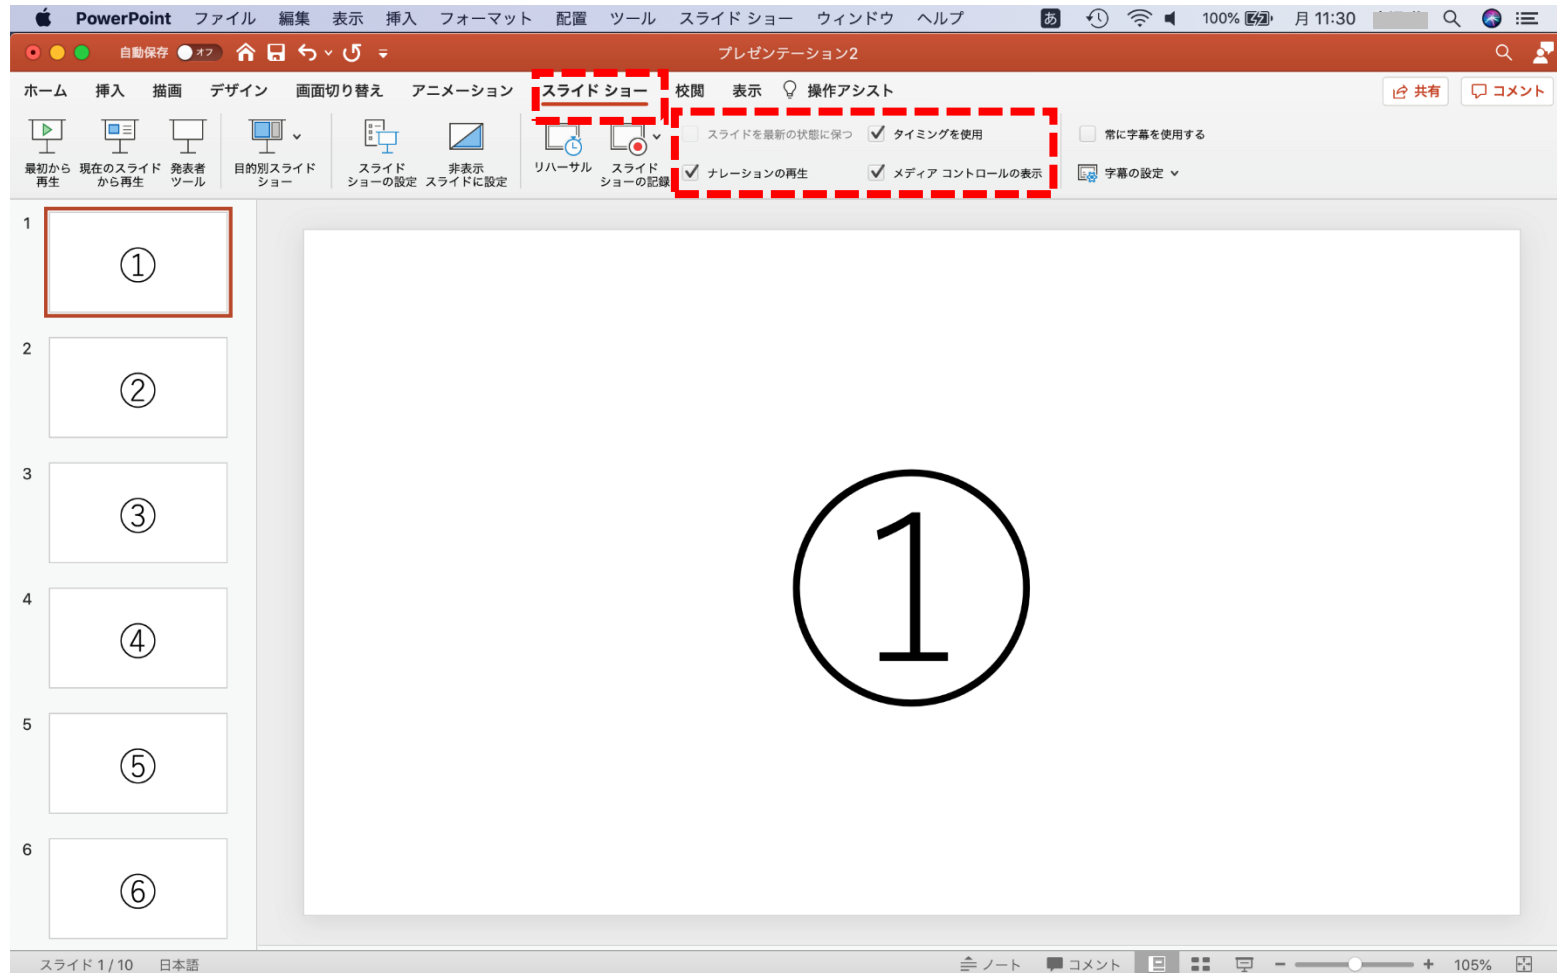 PowerPoint ファイル 編集 表示 挿入 フォーマット 配置 ツール スライド ショー ウィンドウ ヘルプ あ 100% 月 11:30
自動保存 オフ プレゼンテーション2
ホーム 挿入 描画 デザイン 画面切り替え アニメーション スライド ショー 校閲 表示 操作アシスト 共有 コメント
スライドを最新の状態に保つ タイミングを使用 常に字幕を使用する
最初から 現在のスライド 発表者 目的別スライド スライド 非表示 リハーサル スライド ナレーションの再生 メディア コントロールの表示 字幕の設定
再生 から再生 ツール ショー ショーの設定 スライドに設定 ショーの記録
1
①
2
②
3
③
4
④
5
⑤
6
⑥
①
スライド 1 / 10 日本語 ノート コメント 105%